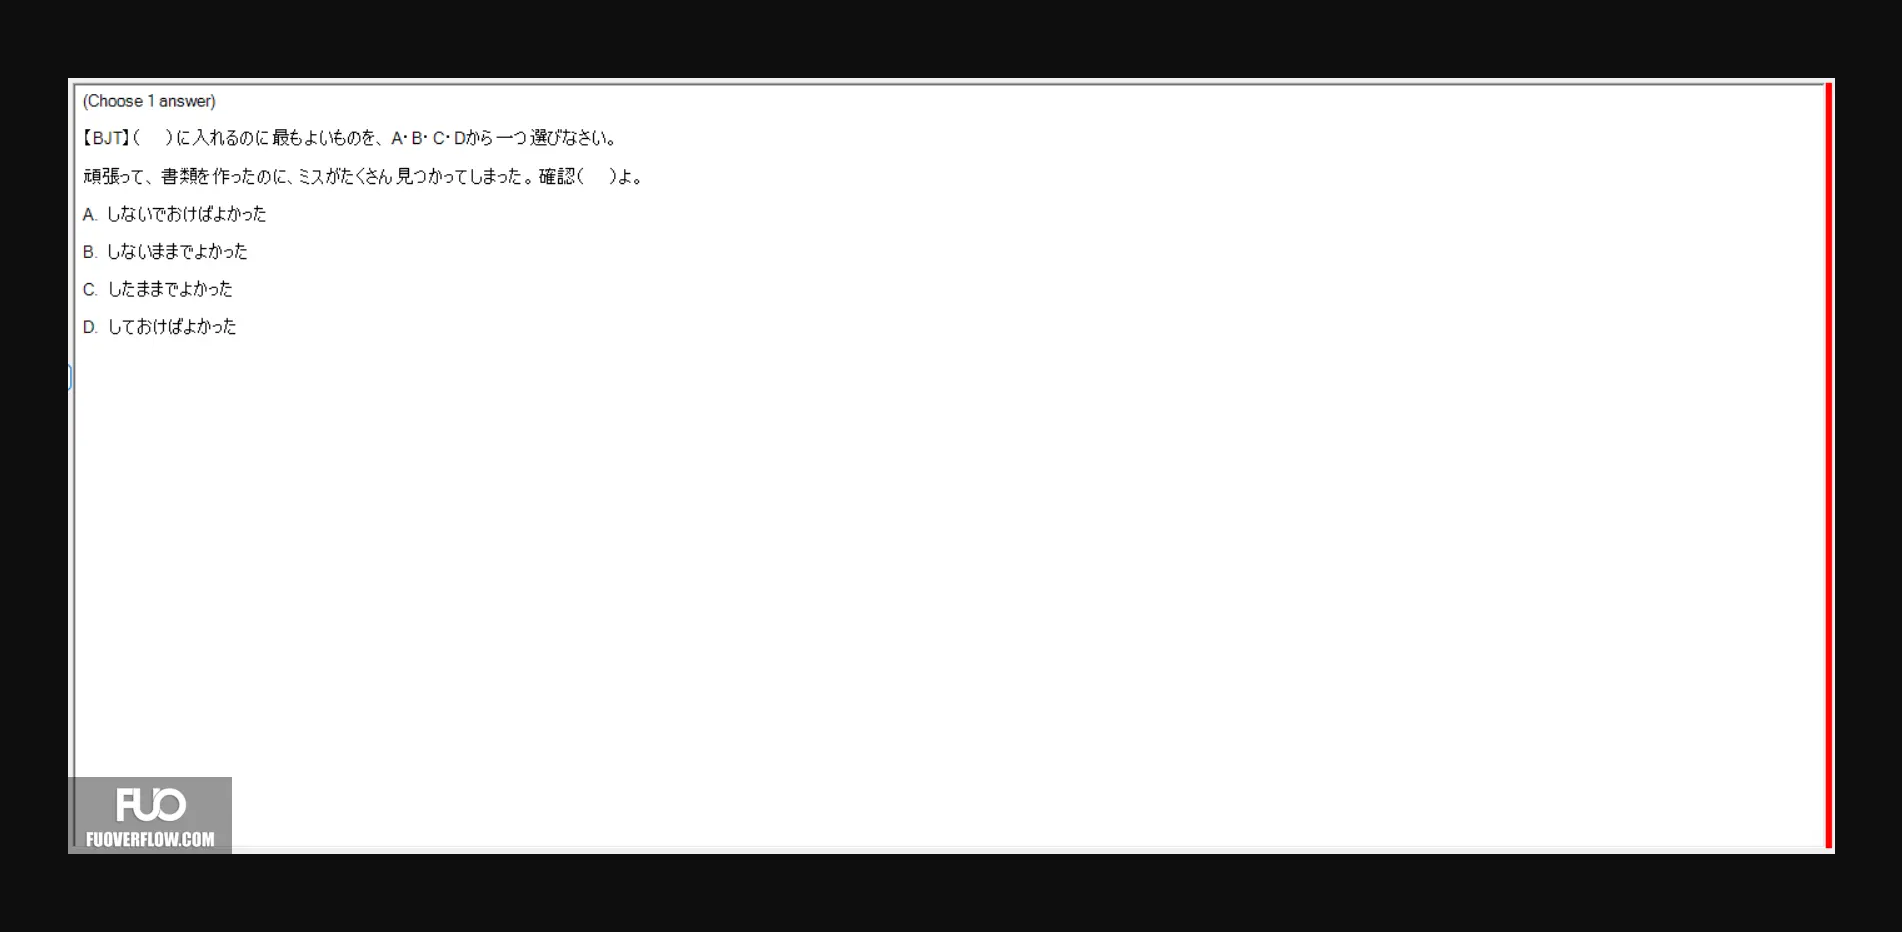 (Choose 1 answer)
【BJT】(　)に入れるのに最もよいものを、A・B・C・Dから一つ選びなさい。
頑張って、書類を作ったのに、ミスがたくさん見つかってしまった。確認(　)よ。
A. しないでおけばよかった
B. しないままでよかった
C. したままでよかった
D. しておけばよかった
FUO
FUOVERFLOW.COM